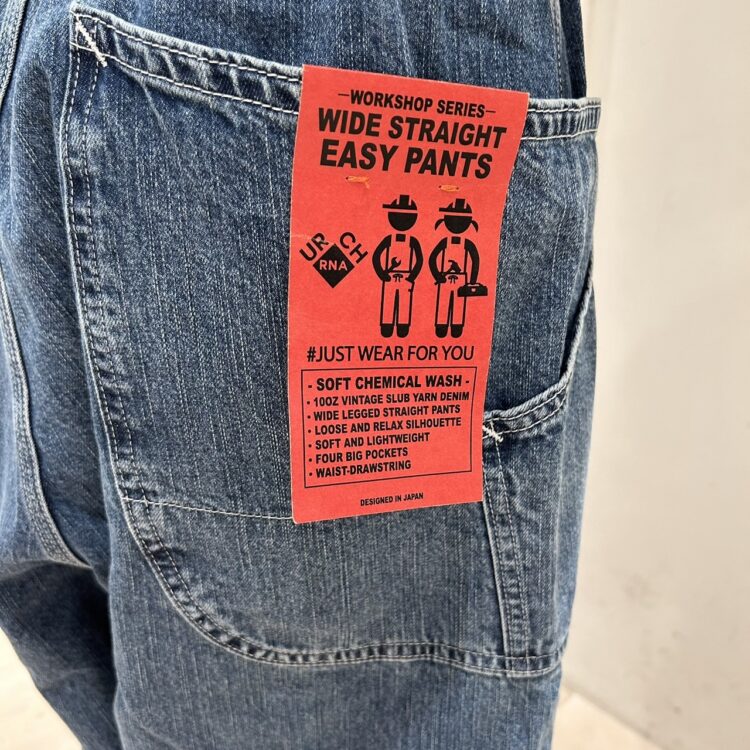 —WORKSHOP SERIES—
WIDE STRAIGHT
EASY PANTS
UR CH
RNA
#JUST WEAR FOR YOU
- SOFT CHEMICAL WASH -
• 10OZ VINTAGE SLUB YARN DENIM
• WIDE LEGGED STRAIGHT PANTS
• LOOSE AND RELAX SILHOUETTE
• SOFT AND LIGHTWEIGHT
• FOUR BIG POCKETS
• WAIST-DRAWSTRING
DESIGNED IN JAPAN